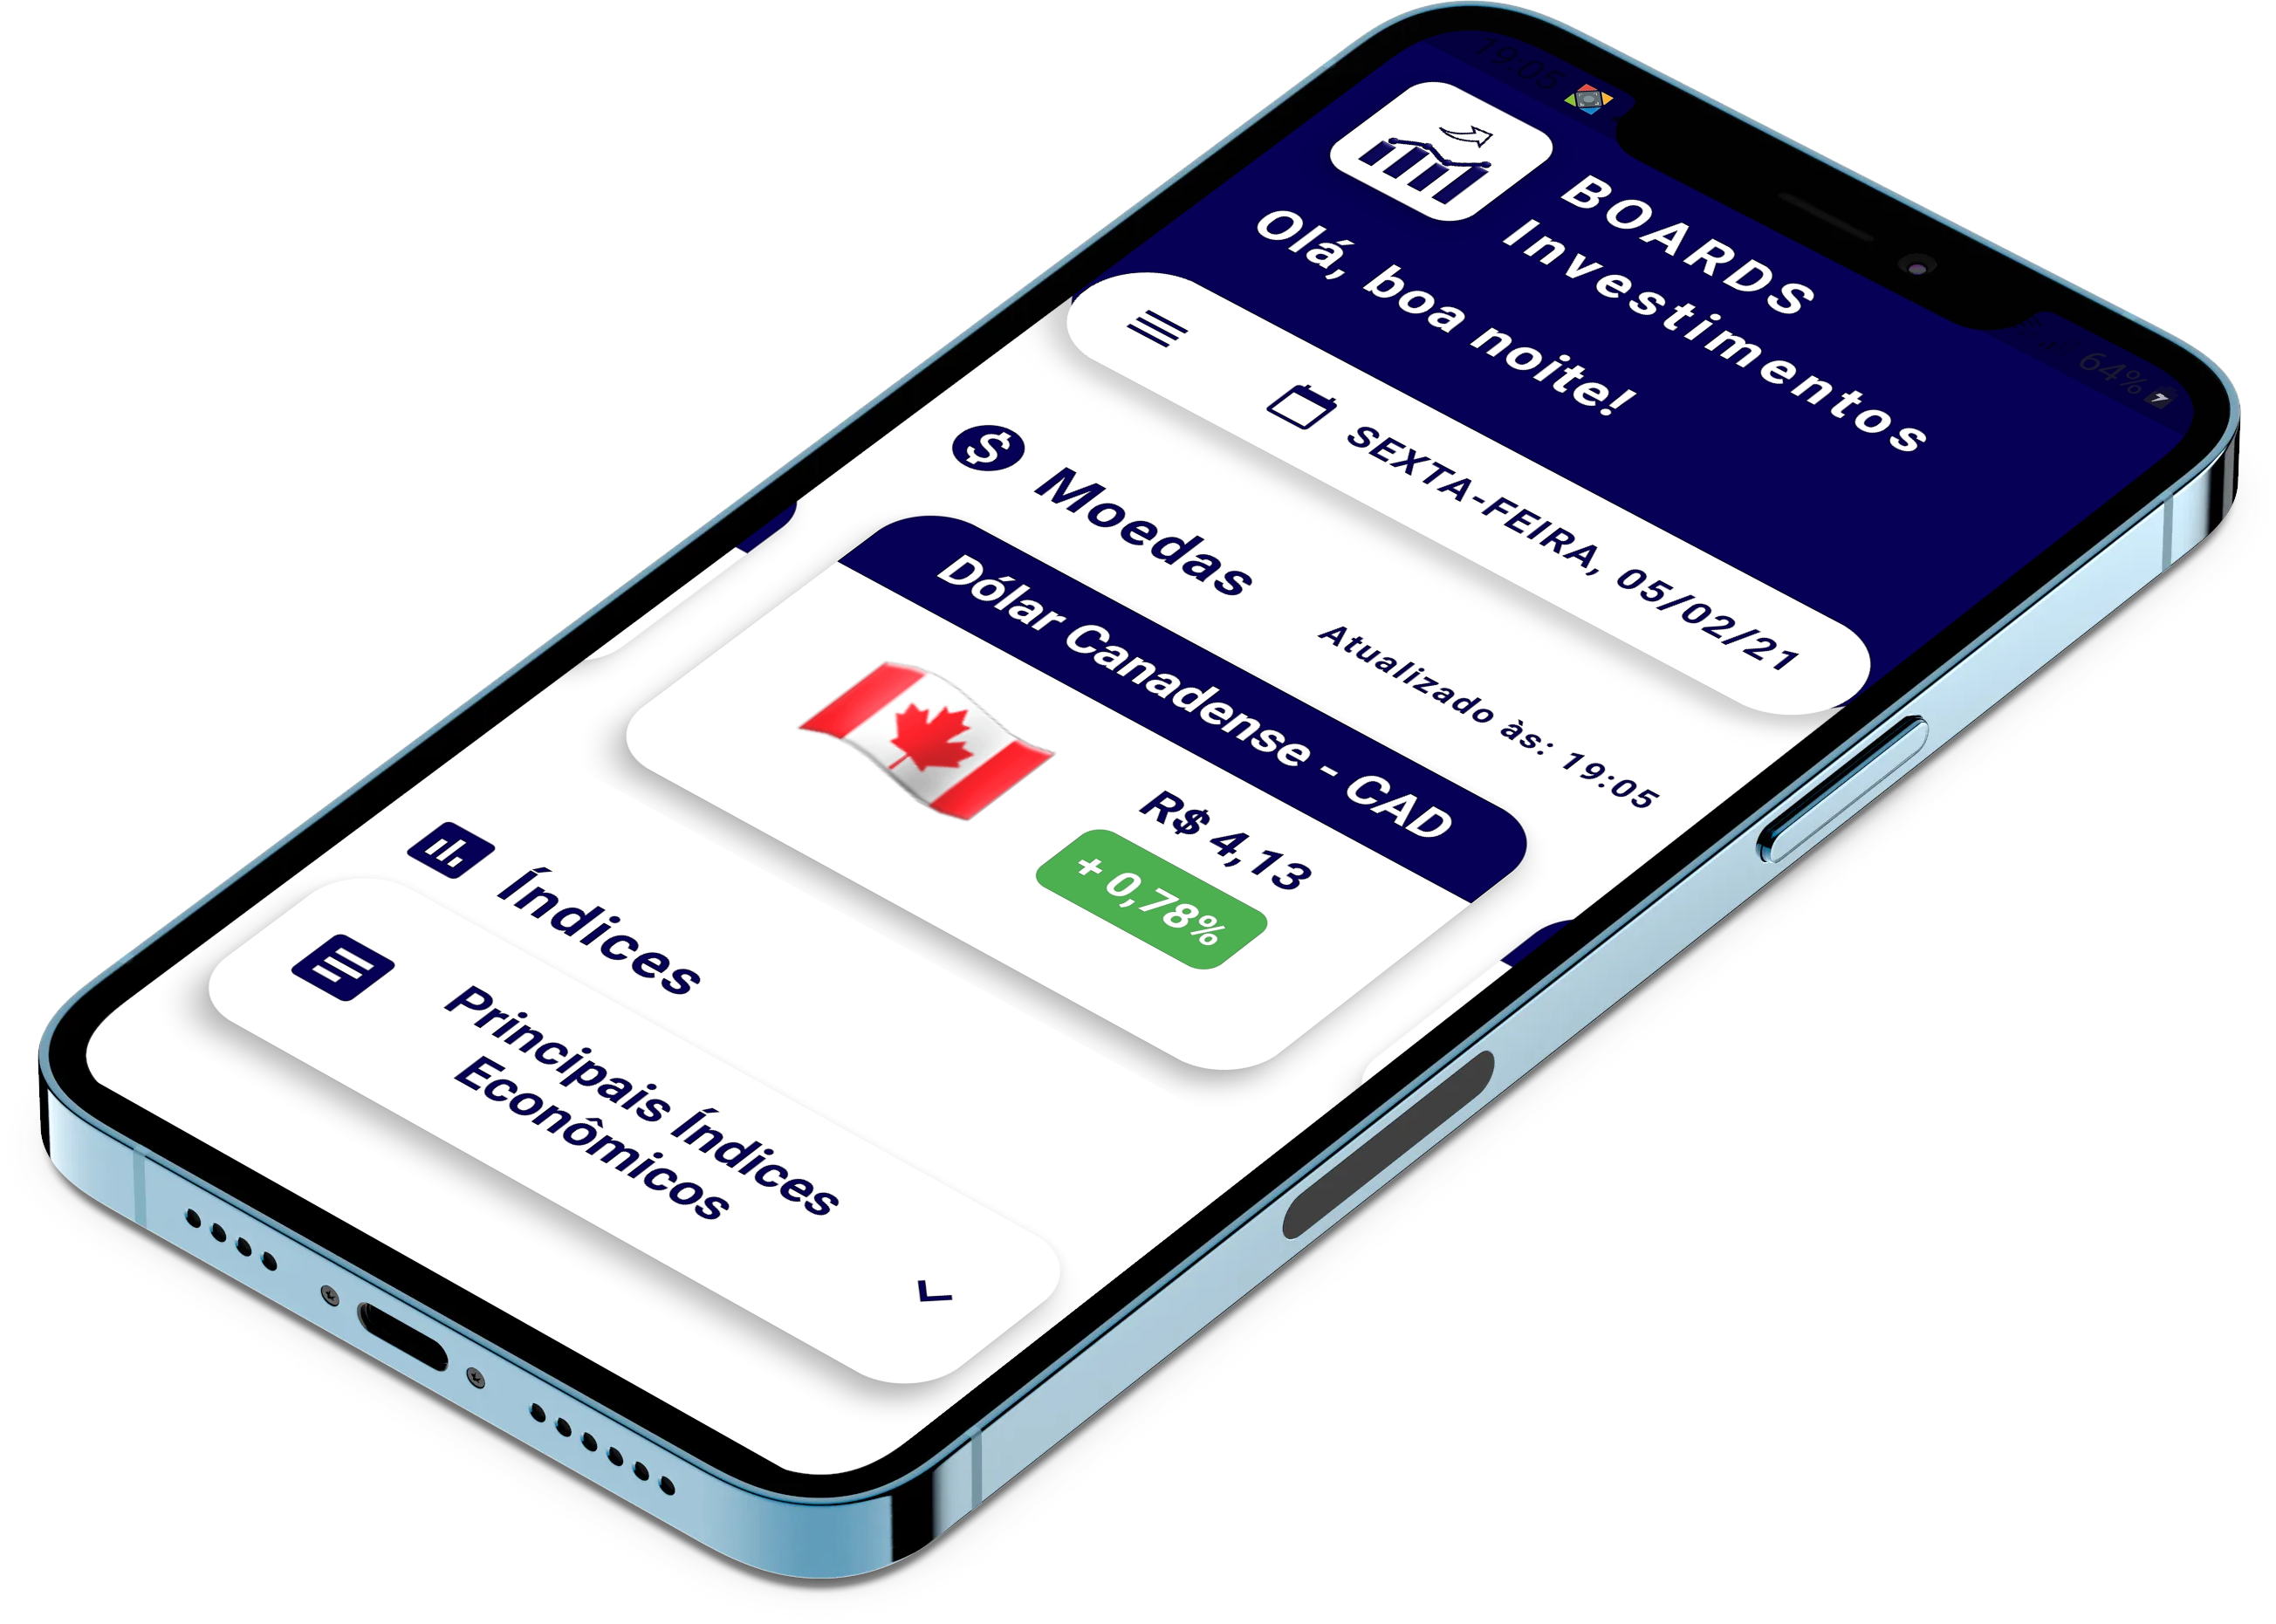 19:05
64%
BOARDS
Investimentos
Olá, boa noite!
SEXTA-FEIRA, 05/02/21
Moedas
Atualizado às: 19:05
Dólar Canadense - CAD
R$ 4,13
+ 0,78%
Índices
Principais Índices
Econômicos